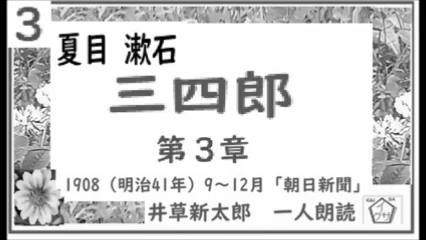 3
夏目 漱石
三四郎
第3章
1908（明治41年）9～12月「朝日新聞」
井草新太郎 一人朗読